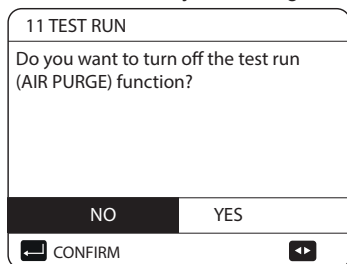 11 TEST RUN
Do you want to turn off the test run
(AIR PURGE) function?
NO YES
CONFIRM